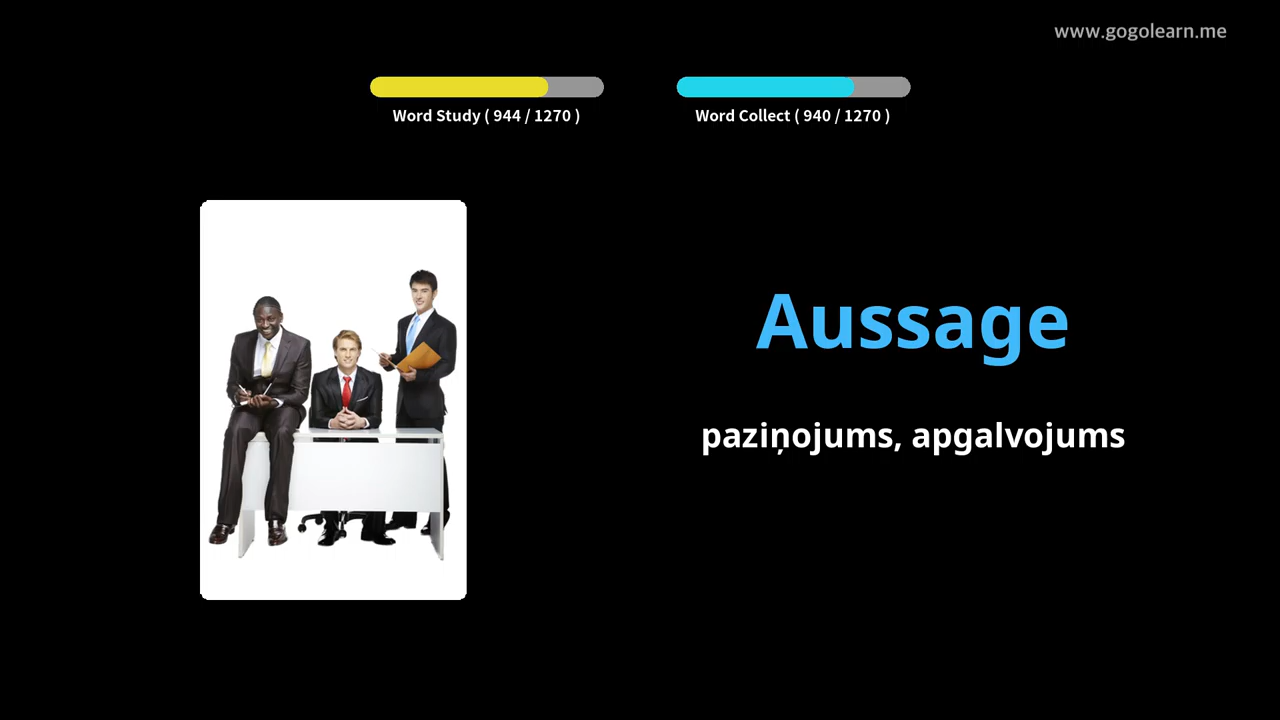 www.gogolearn.me
Word Study ( 944 / 1270 )
Word Collect ( 940 / 1270 )
Aussage
paziņojums, apgalvojums